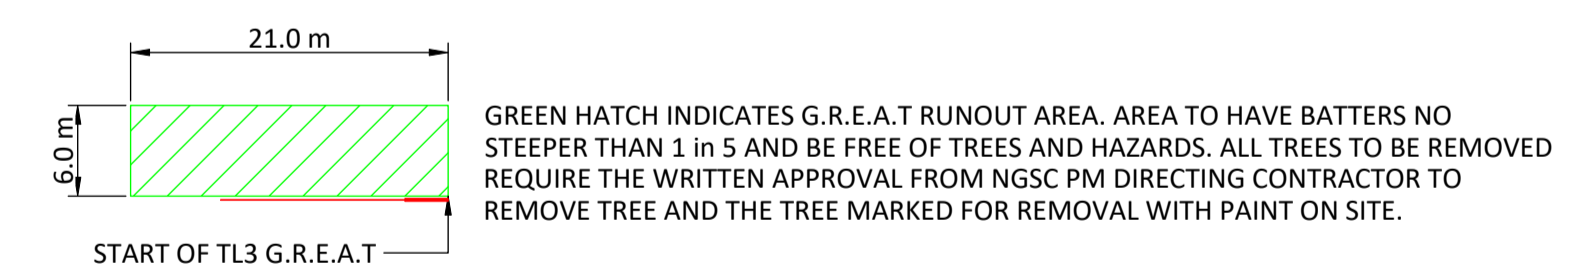 21.0 m
6.0 m
GREEN HATCH INDICATES G.R.E.A.T RUNOUT AREA. AREA TO HAVE BATTERS NO
STEEPER THAN 1 in 5 AND BE FREE OF TREES AND HAZARDS. ALL TREES TO BE REMOVED
REQUIRE THE WRITTEN APPROVAL FROM NGSC PM DIRECTING CONTRACTOR TO
REMOVE TREE AND THE TREE MARKED FOR REMOVAL WITH PAINT ON SITE.
START OF TL3 G.R.E.A.T